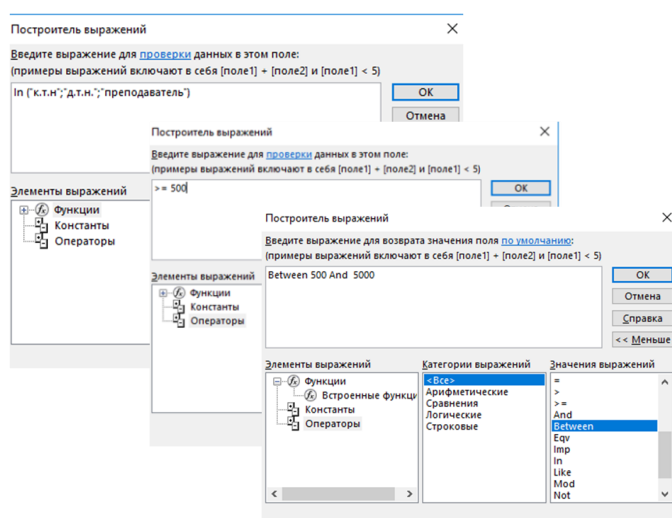 Построитель выражений
Введите выражение для проверки данных в этом поле:
(примеры выражений включают в себя [поле1] + [поле2] и [поле1] < 5)
In ("к.т.н";"д.т.н.";"преподаватель")
ОК
Отмена
Элементы выражений
Функции
Константы
Операторы
Построитель выражений
Введите выражение для проверки данных в этом поле:
(примеры выражений включают в себя [поле1] + [поле2] и [поле1] < 5)
>= 500
ОК
Элементы выражений
Функции
Константы
Операторы
Построитель выражений
Введите выражение для возврата значения поля по умолчанию:
(примеры выражений включают в себя [поле1] + [поле2] и [поле1] < 5)
Between 500 And 5000
ОК
Отмена
Справка
<< Меньше
Элементы выражений
Функции
Встроенные функци
Константы
Операторы
Категории выражений
<Все>
Арифметические
Сравнения
Логические
Строковые
Значения выражений
=
>
>=
And
Between
Eqv
Imp
In
Like
Mod
Not